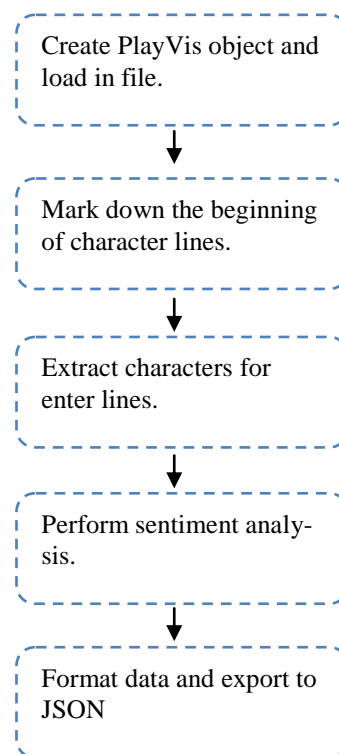 Create PlayVis object and
load in file.
Mark down the beginning
of character lines.
Extract characters for
enter lines.
Perform sentiment analy-
sis.
Format data and export to
JSON